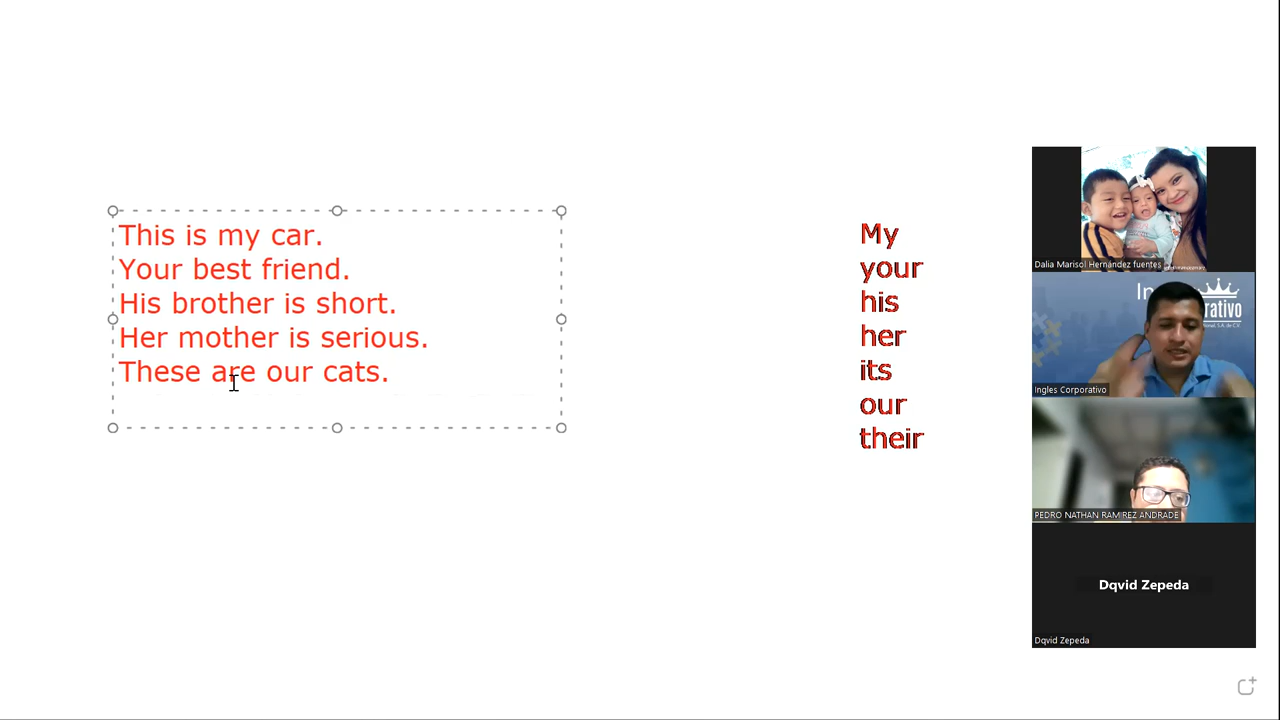 This is my car.
Your best friend.
His brother is short.
Her mother is serious.
These are our cats.
My
your
his
her
its
our
their
Dalia Marisol Hernández fuentes
Ingles Corporativo
PEDRO NATHAN RAMIREZ ANDRADE
Dqvid Zepeda
Dqvid Zepeda